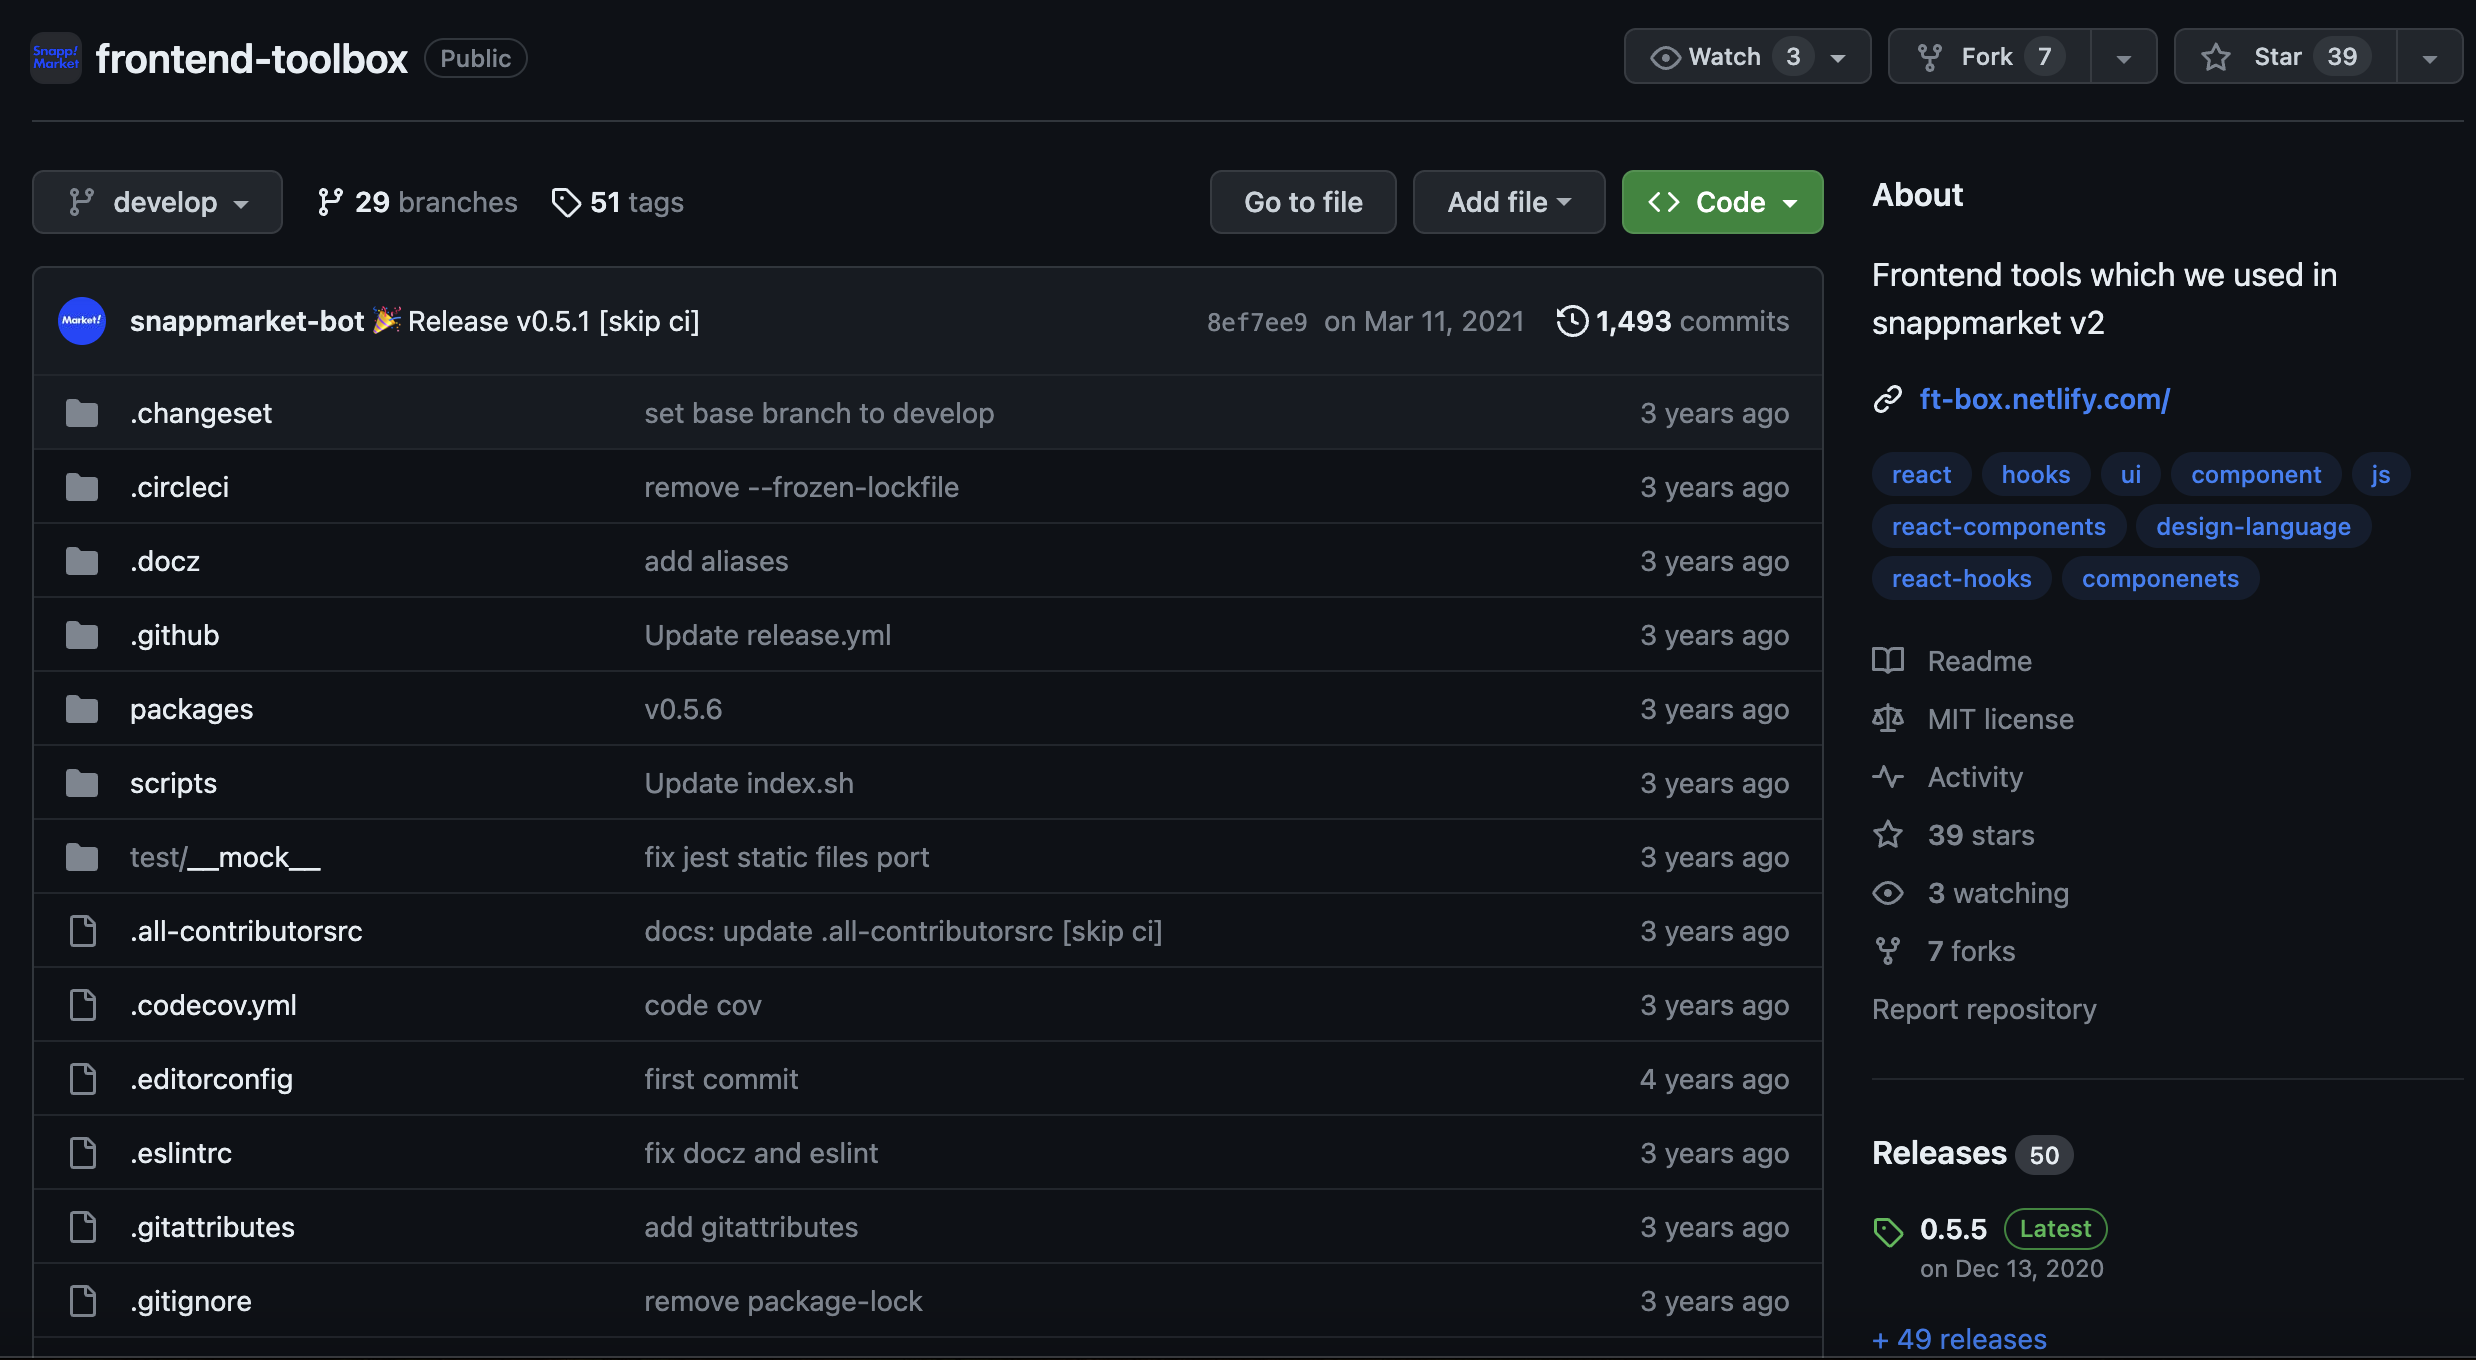 Snapp!
Market
frontend-toolbox Public
Watch 3
Fork 7
Star 39
develop
29 branches
51 tags
Go to file
Add file
Code
Market!
snappmarket-bot 🎉 Release v0.5.1 [skip ci]
8ef7ee9 on Mar 11, 2021
1,493 commits
.changeset set base branch to develop 3 years ago
.circleci remove --frozen-lockfile 3 years ago
.docz add aliases 3 years ago
.github Update release.yml 3 years ago
packages v0.5.6 3 years ago
scripts Update index.sh 3 years ago
test/__mock__ fix jest static files port 3 years ago
.all-contributorsrc docs: update .all-contributorsrc [skip ci] 3 years ago
.codecov.yml code cov 3 years ago
.editorconfig first commit 4 years ago
.eslintrc fix docz and eslint 3 years ago
.gitattributes add gitattributes 3 years ago
.gitignore remove package-lock 3 years ago
About
Frontend tools which we used in
snappmarket v2
ft-box.netlify.com/
react hooks ui component js
react-components design-language
react-hooks componenets
Readme
MIT license
Activity
39 stars
3 watching
7 forks
Report repository
Releases 50
0.5.5 Latest
on Dec 13, 2020
+ 49 releases